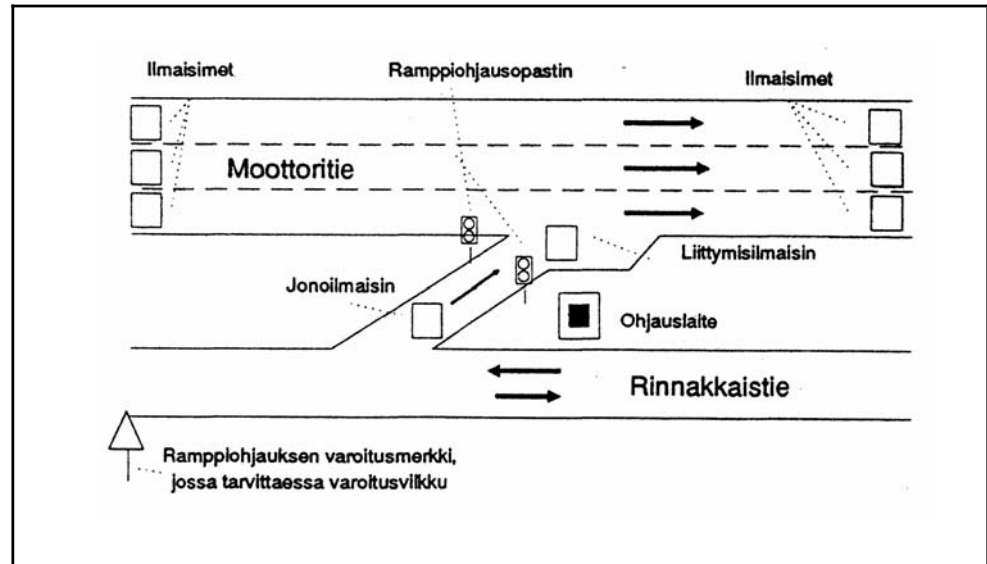 Ilmaisimet
Ramppiohjausopastin
Ilmaisimet
Moottoritie
Liittymisilmaisin
Jonoilmaisin
Ohjauslaite
Rinnakkaistie
Ramppiohjauksen varoitusmerkki,
jossa tarvittaessa varoitusvilkku